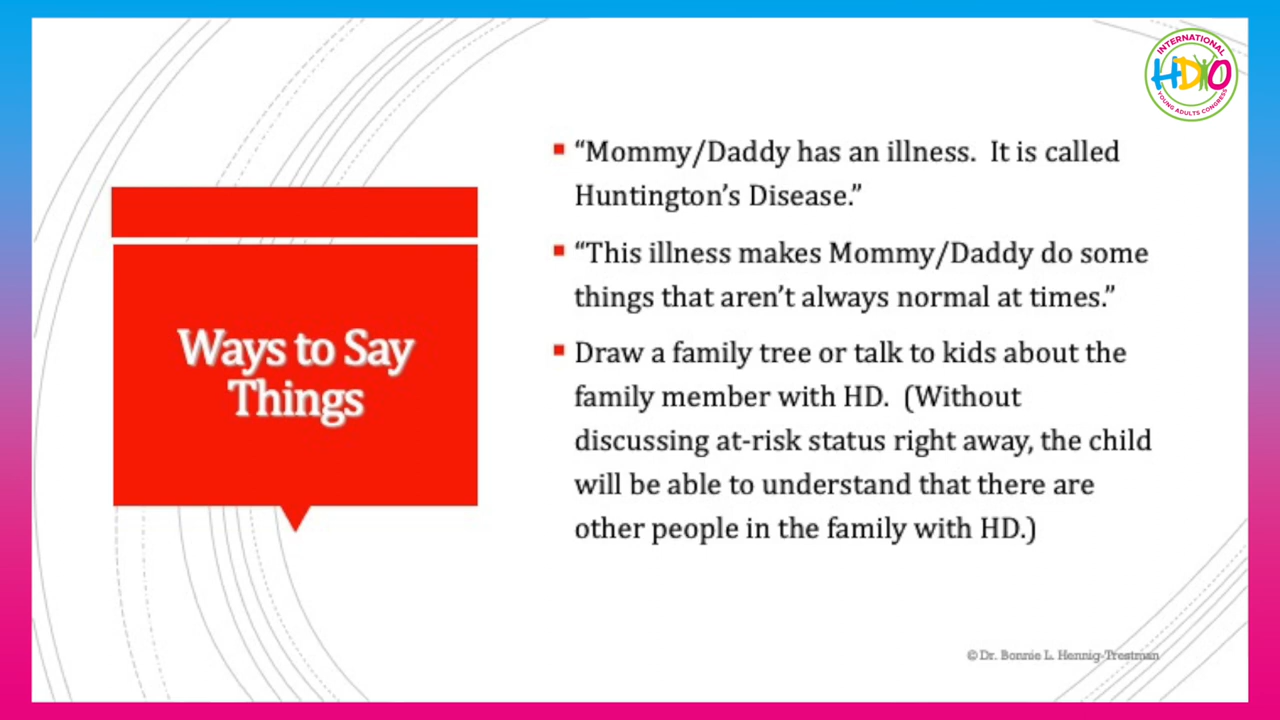 INTERNATIONAL
HDYO
YOUNG ADULTS CONGRESS
“Mommy/Daddy has an illness.  It is called
Huntington’s Disease.”
“This illness makes Mommy/Daddy do some
things that aren’t always normal at times.”
Ways to Say
Things
Draw a family tree or talk to kids about the
family member with HD.  (Without
discussing at-risk status right away, the child
will be able to understand that there are
other people in the family with HD.)
© Dr. Bonnie L. Hennig-Trestman